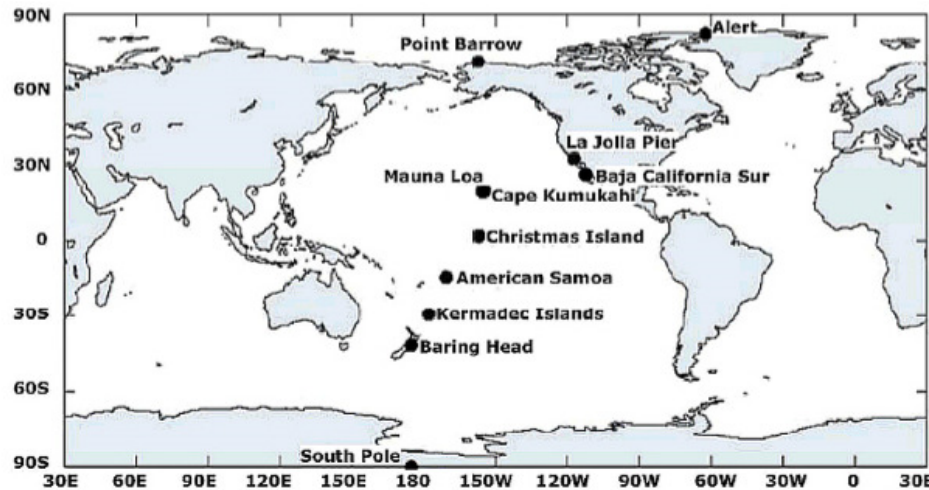 90N
Alert
Point Barrow
60N
La Jolla Pier
30N
Mauna Loa
Baja California Sur
Cape Kumukahi
0
Christmas Island
American Samoa
30S
Kermadec Islands
Baring Head
60S
South Pole
90S
30E 60E 90E 120E 150E 180 150W 120W 90W 60W 30W 0 30E